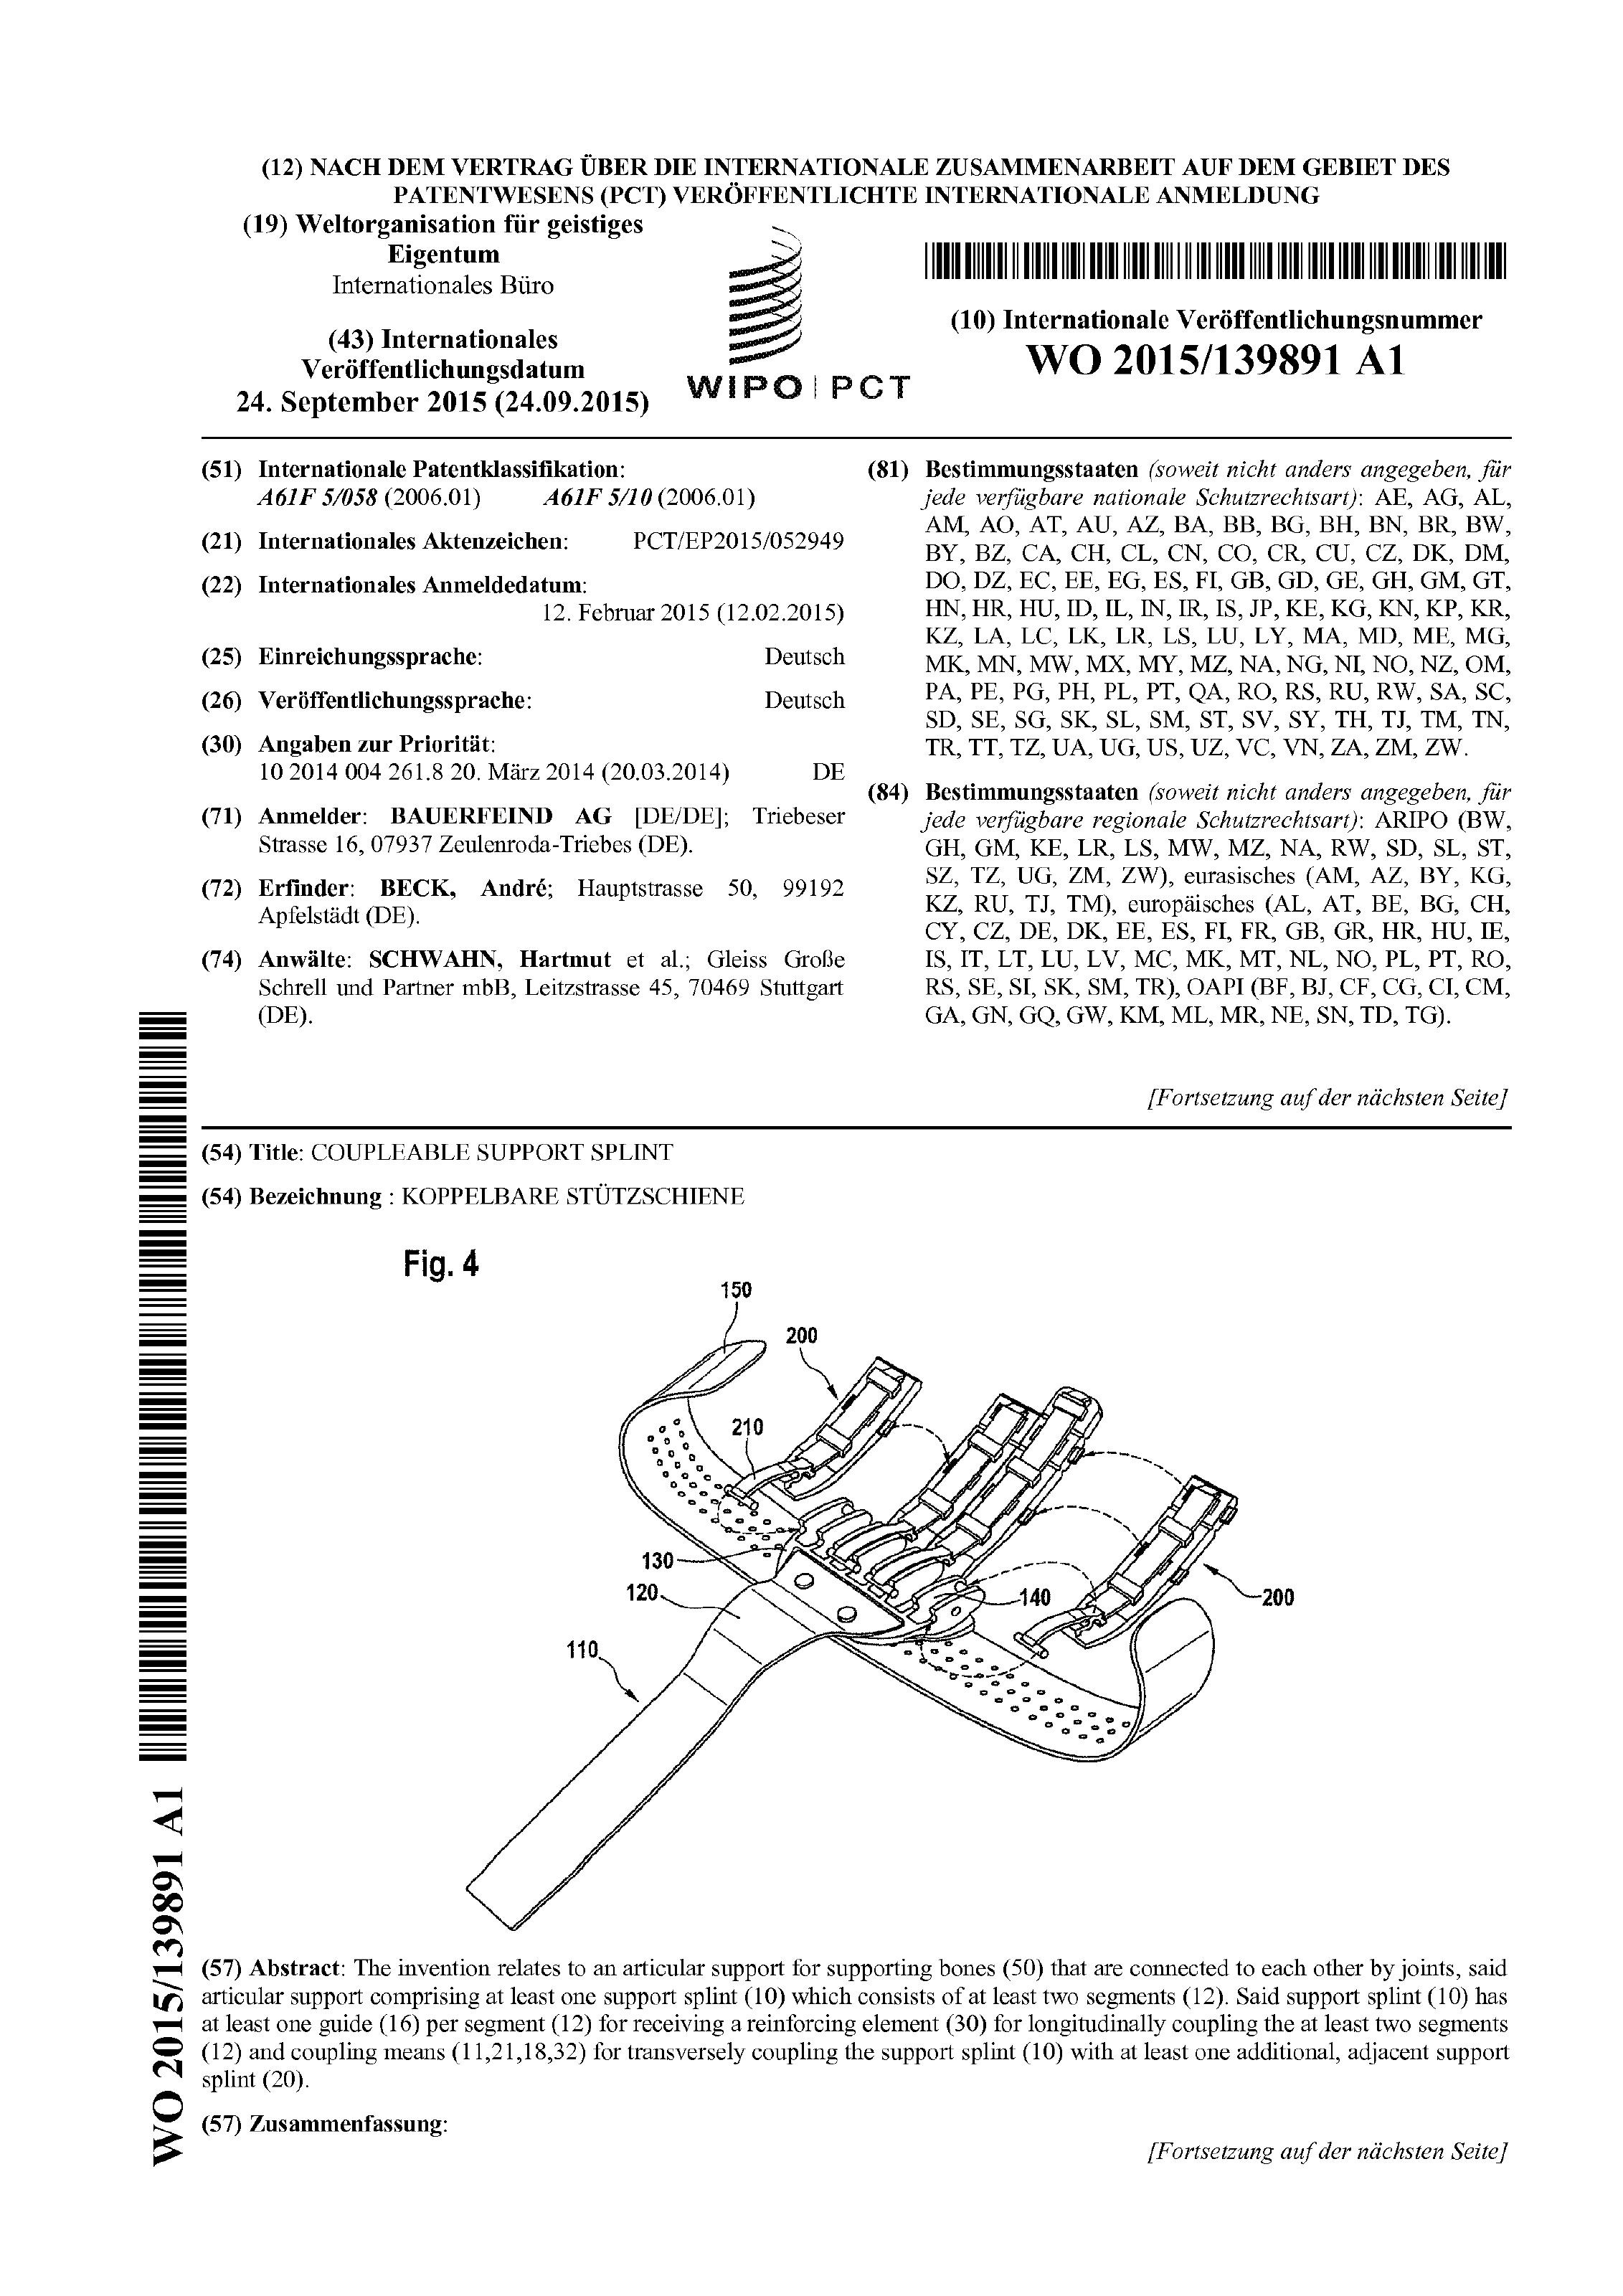 (12) NACH DEM VERTRAG ÜBER DIE INTERNATIONALE ZUSAMMENARBEIT AUF DEM GEBIET DES
PATENTWESENS (PCT) VERÖFFENTLICHTE INTERNATIONALE ANMELDUNG
(19) Weltorganisation für geistiges
Eigentum
Internationales Büro
(43) Internationales
Veröffentlichungsdatum
24. September 2015 (24.09.2015)
WIPO | PCT
(10) Internationale Veröffentlichungsnummer
WO 2015/139891 A1
(51) Internationale Patentklassifikation:
A61F 5/058 (2006.01) A61F 5/10 (2006.01)
(21) Internationales Aktenzeichen: PCT/EP2015/052949
(22) Internationales Anmeldedatum:
12. Februar 2015 (12.02.2015)
(25) Einreichungssprache: Deutsch
(26) Veröffentlichungssprache: Deutsch
(30) Angaben zur Priorität:
10 2014 004 261.8 20. März 2014 (20.03.2014) DE
(71) Anmelder: BAUERFEIND AG [DE/DE]; Triebeser
Strasse 16, 07937 Zeulenroda-Triebes (DE).
(72) Erfinder: BECK, André; Hauptstrasse 50, 99192
Apfelstädt (DE).
(74) Anwälte: SCHWAHN, Hartmut et al.; Gleiss Große
Schrell und Partner mbB, Leitzstrasse 45, 70469 Stuttgart
(DE).
(81) Bestimmungsstaaten (soweit nicht anders angegeben, für
jede verfügbare nationale Schutzrechtsart): AE, AG, AL,
AM, AO, AT, AU, AZ, BA, BB, BG, BH, BN, BR, BW,
BY, BZ, CA, CH, CL, CN, CO, CR, CU, CZ, DK, DM,
DO, DZ, EC, EE, EG, ES, FI, GB, GD, GE, GH, GM, GT,
HN, HR, HU, ID, IL, IN, IR, IS, JP, KE, KG, KN, KP, KR,
KZ, LA, LC, LK, LR, LS, LU, LY, MA, MD, ME, MG,
MK, MN, MW, MX, MY, MZ, NA, NG, NI, NO, NZ, OM,
PA, PE, PG, PH, PL, PT, QA, RO, RS, RU, RW, SA, SC,
SD, SE, SG, SK, SL, SM, ST, SV, SY, TH, TJ, TM, TN,
TR, TT, TZ, UA, UG, US, UZ, VC, VN, ZA, ZM, ZW.
(84) Bestimmungsstaaten (soweit nicht anders angegeben, für
jede verfügbare regionale Schutzrechtsart): ARIPO (BW,
GH, GM, KE, LR, LS, MW, MZ, NA, RW, SD, SL, ST,
SZ, TZ, UG, ZM, ZW), eurasisches (AM, AZ, BY, KG,
KZ, RU, TJ, TM), europäisches (AL, AT, BE, BG, CH,
CY, CZ, DE, DK, EE, ES, FI, FR, GB, GR, HR, HU, IE,
IS, IT, LT, LU, LV, MC, MK, MT, NL, NO, PL, PT, RO,
RS, SE, SI, SK, SM, TR), OAPI (BF, BJ, CF, CG, CI, CM,
GA, GN, GQ, GW, KM, ML, MR, NE, SN, TD, TG).
[Fortsetzung auf der nächsten Seite]
(54) Title: COUPLEABLE SUPPORT SPLINT
(54) Bezeichnung : KOPPELBARE STÜTZSCHIENE
Fig. 4
150
200
210
130
120
140
200
110
(57) Abstract: The invention relates to an articular support for supporting bones (50) that are connected to each other by joints, said
articular support comprising at least one support splint (10) which consists of at least two segments (12). Said support splint (10) has
at least one guide (16) per segment (12) for receiving a reinforcing element (30) for longitudinally coupling the at least two segments
(12) and coupling means (11,21,18,32) for transversely coupling the support splint (10) with at least one additional, adjacent support
splint (20).
(57) Zusammenfassung:
[Fortsetzung auf der nächsten Seite]
WO 2015/139891 A1